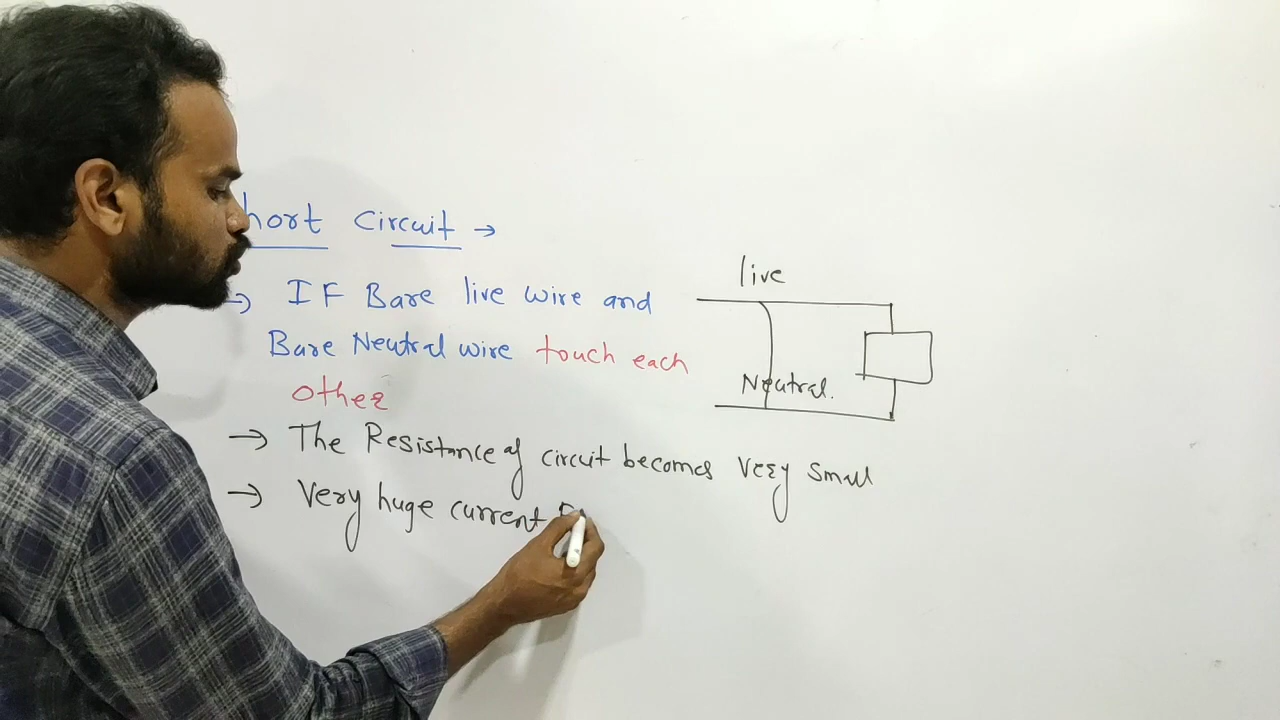 hort Circuit →
→ IF Bare live wire and
Bare Neutral wire touch each
other
→ The Resistance of circuit becomes very small
→ Very huge current
live
Neutral.